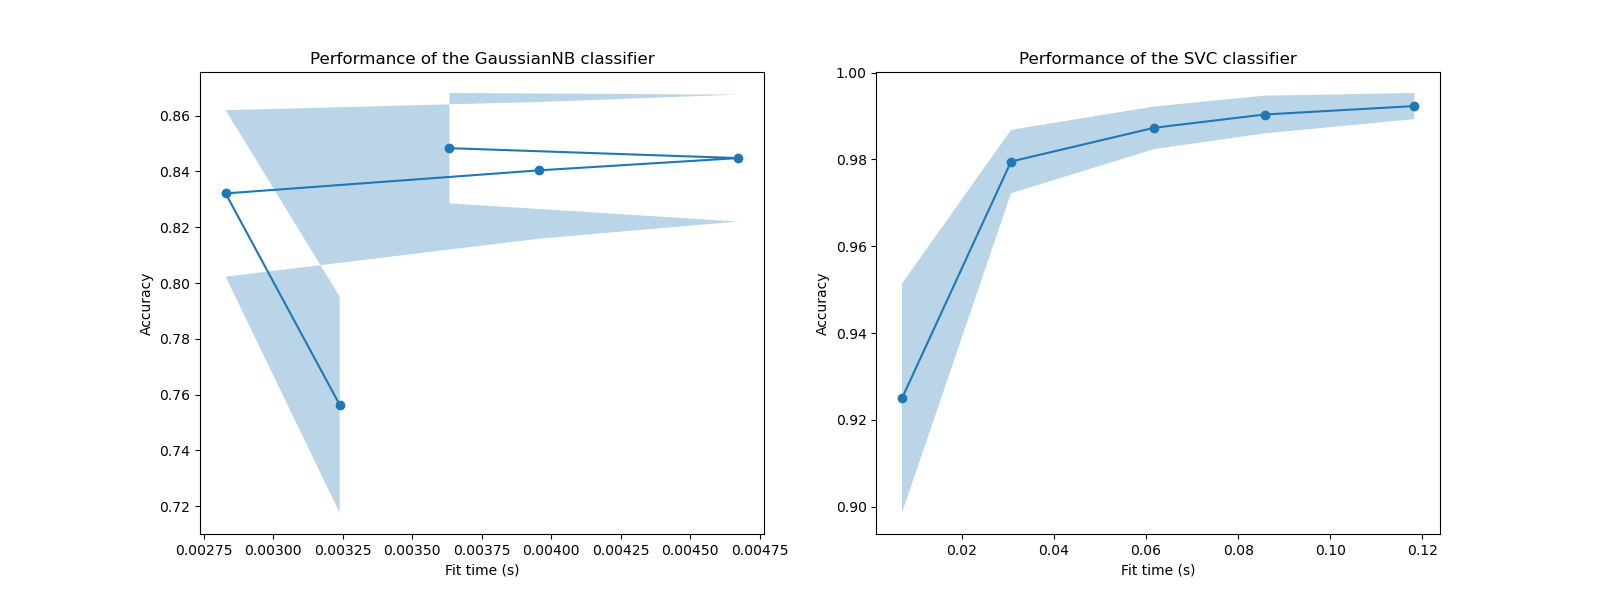 Performance of the GaussianNB classifier
Accuracy
0.86
0.84
0.82
0.80
0.78
0.76
0.74
0.72
0.00275 0.00300 0.00325 0.00350 0.00375 0.00400 0.00425 0.00450 0.00475
Fit time (s)
Performance of the SVC classifier
Accuracy
1.00
0.98
0.96
0.94
0.92
0.90
0.02 0.04 0.06 0.08 0.10 0.12
Fit time (s)